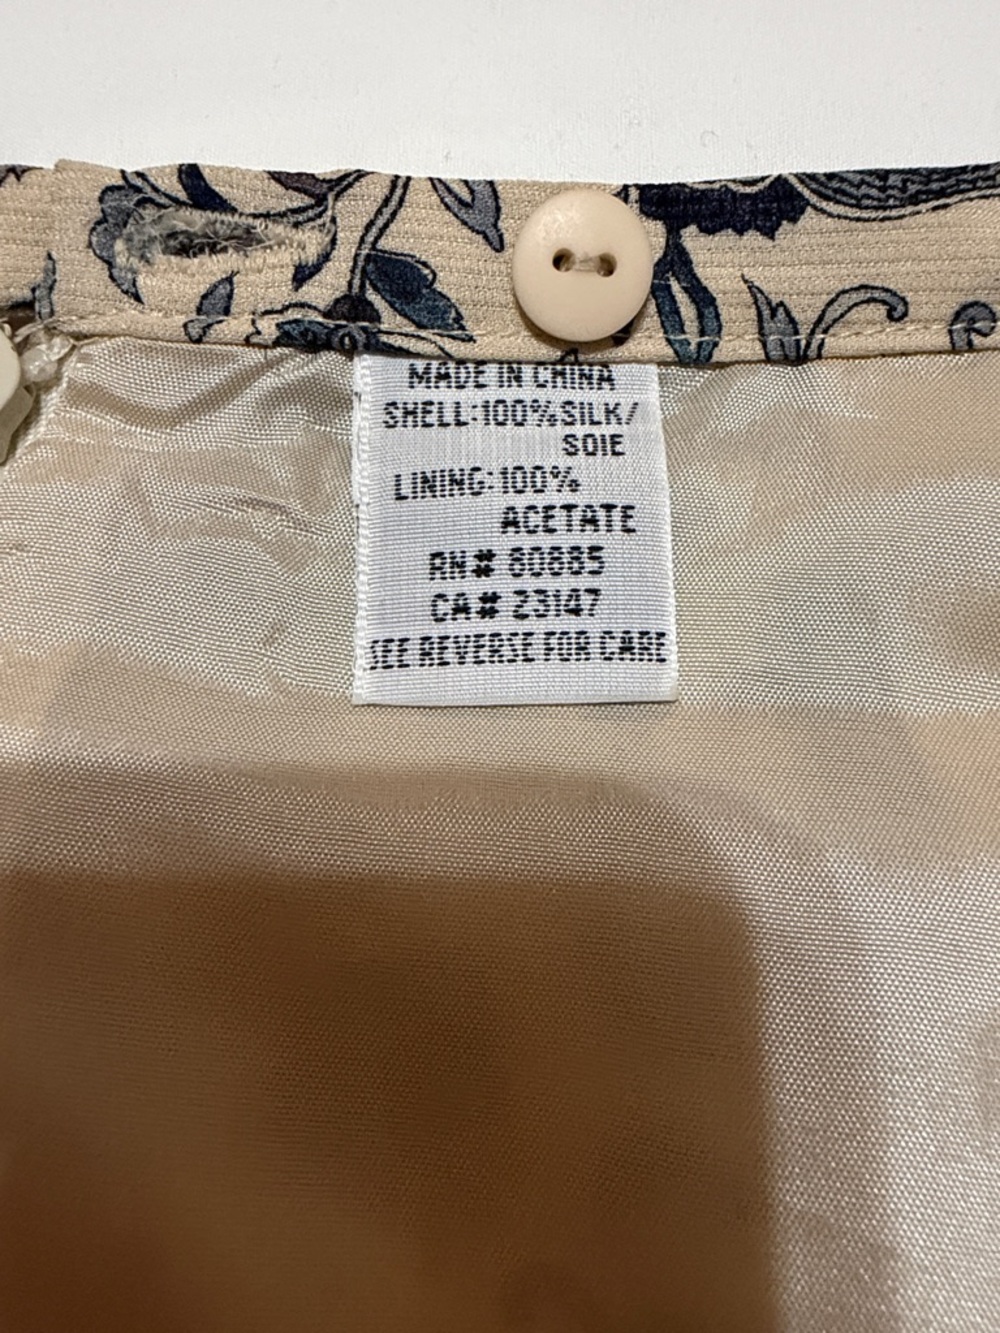 MADE IN CHINA
SHELL:100%SILK/
SOIE
LINING:100%
ACETATE
RN# 80885
CA# 23147
SEE REVERSE FOR CARE